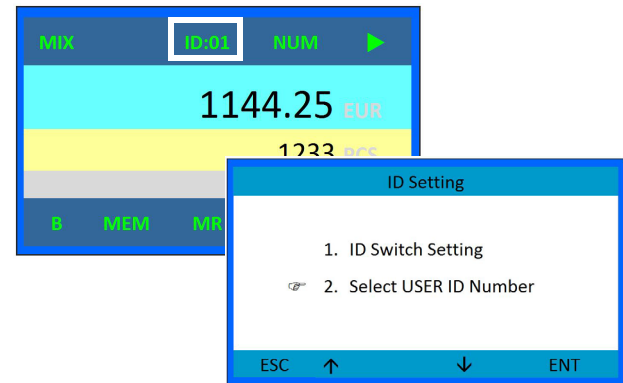 MIX ID:01 NUM
1144.25 EUR
1233 PCS
B MEM MR
ID Setting
1. ID Switch Setting
2. Select USER ID Number
ESC ↑ ↓ ENT